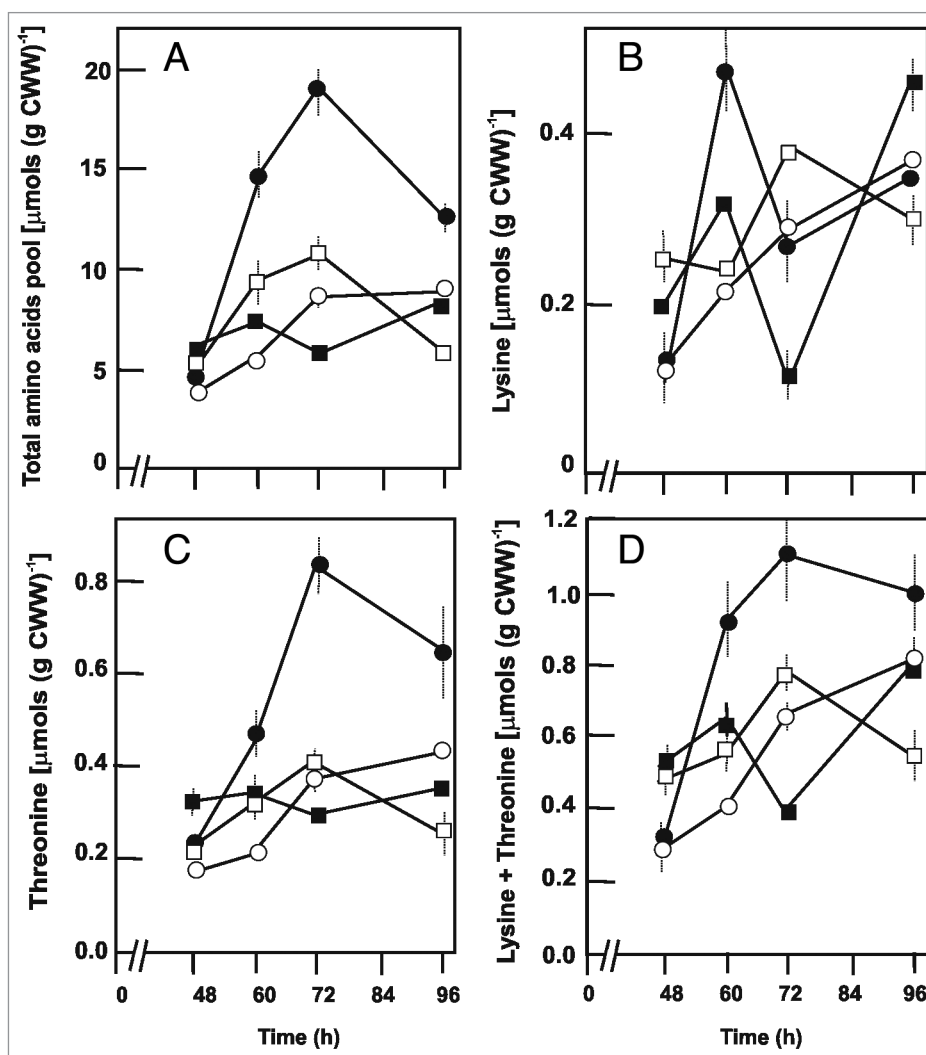 A
Total amino acids pool [μmols (g CWW)⁻¹]
20
15
10
5
0
B
Lysine [μmols (g CWW)⁻¹]
0.4
0.2
0
C
Threonine [μmols (g CWW)⁻¹]
0.8
0.6
0.4
0.2
0.0
0 48 60 72 84 96
Time (h)
D
Lysine + Threonine [μmols (g CWW)⁻¹]
1.2
1.0
0.8
0.6
0.4
0.2
0.0
0 48 60 72 84 96
Time (h)